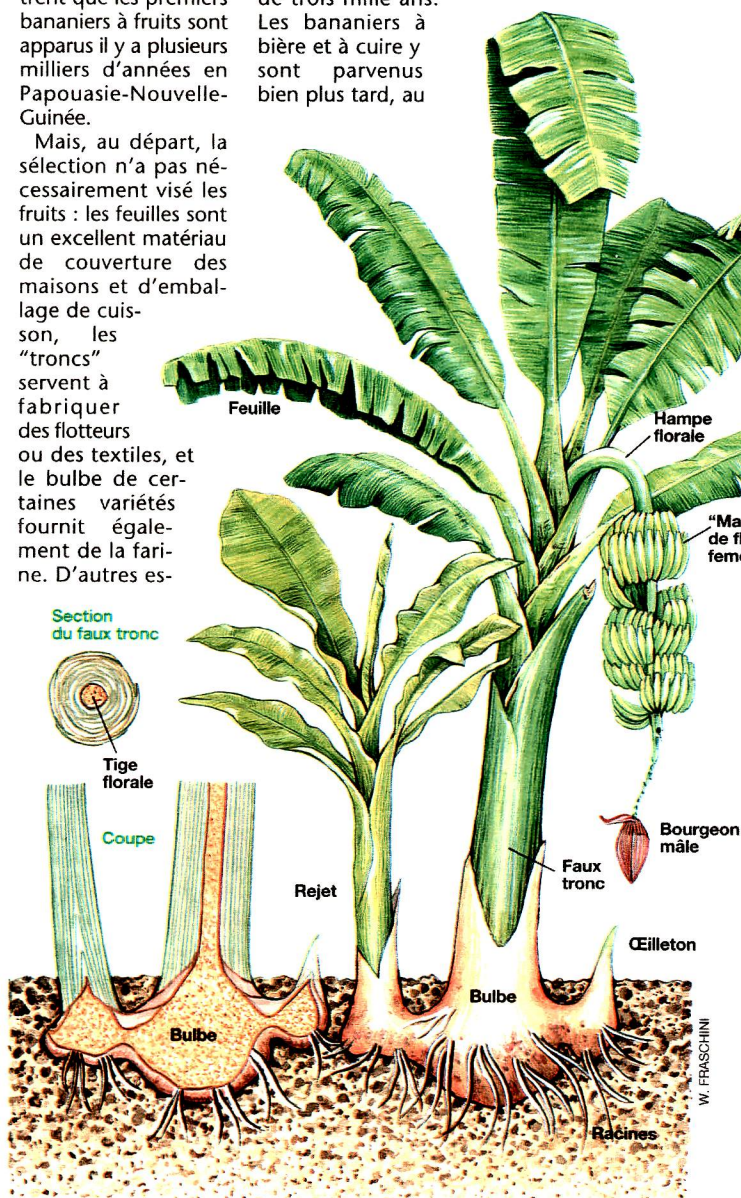 trent que les premiers
bananiers à fruits sont
apparus il y a plusieurs
milliers d'années en
Papouasie-Nouvelle-
Guinée.
Mais, au départ, la
sélection n'a pas né-
cessairement visé les
fruits : les feuilles sont
un excellent matériau
de couverture des
maisons et d'embal-
lage de cuis-
son, les
"troncs"
servent à
fabriquer
des flotteurs
ou des textiles, et
le bulbe de cer-
taines variétés
fournit égale-
ment de la fari-
ne. D'autres es-
de trois mille ans.
Les bananiers à
bière et à cuire y
sont parvenus
bien plus tard, au
Feuille
Hampe
florale
"Ma
de fl
feme
Section
du faux tronc
Tige
florale
Coupe
Rejet
Faux
tronc
Bourgeon
mâle
Œilleton
Bulbe
Bulbe
Racines
W. FRASCHINI